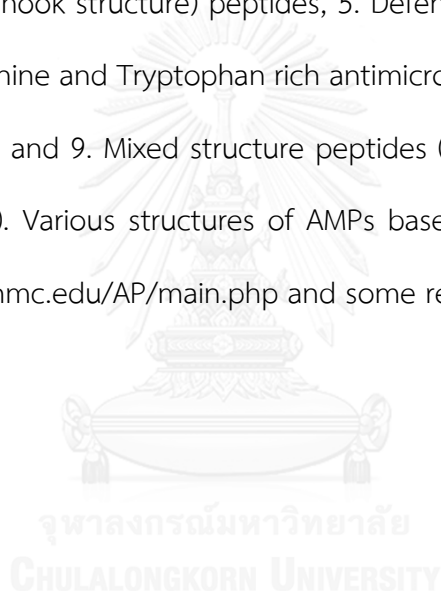 hook structure) peptides, 5. Defen
nine and Tryptophan rich antimicro
and 9. Mixed structure peptides (
). Various structures of AMPs base
nmc.edu/AP/main.php and some re
จุฬาลงกรณ์มหาวิทยาลัย
CHULALONGKORN UNIVERSITY